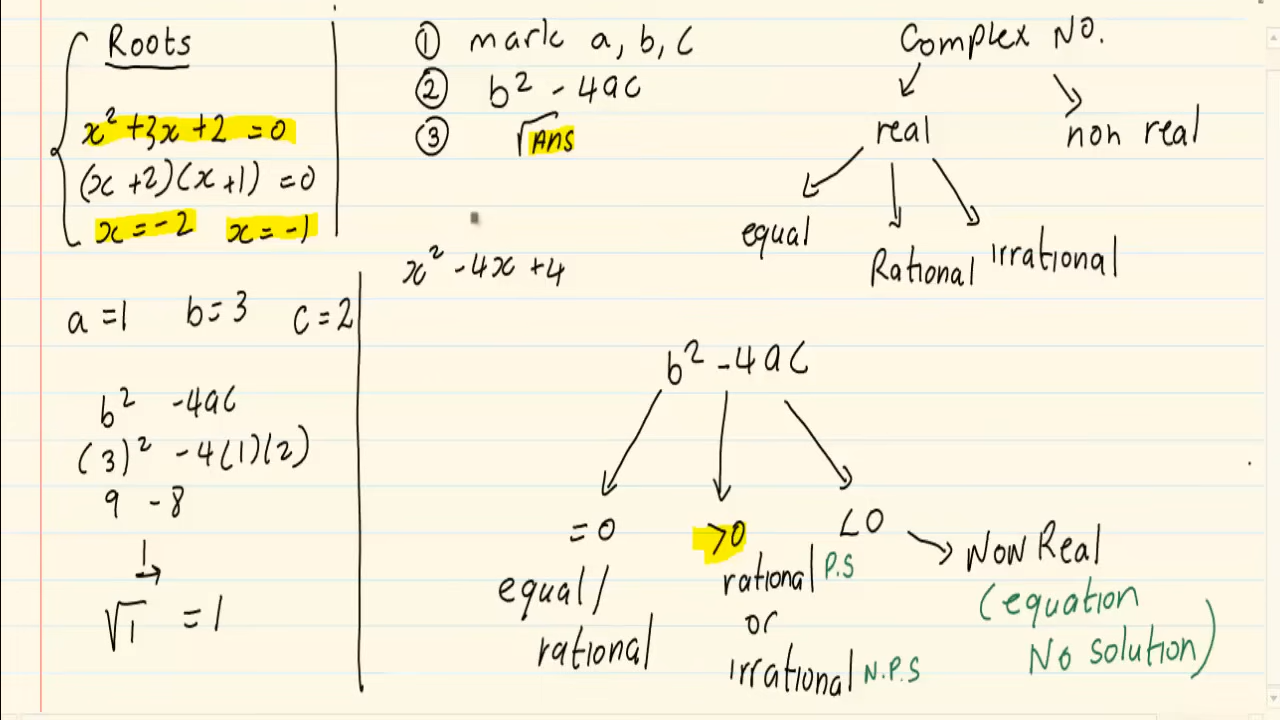 Roots
x² + 3x + 2 = 0
(x + 2)(x + 1) = 0
x = -2 x = -1
a = 1 b = 3 c = 2
b² - 4ac
(3)² - 4(1)(2)
9 - 8
1
√1 = 1
① mark a, b, c
② b² - 4ac
③ √Ans
x² - 4x + 4
Complex NO.
real non real
equal Rational irrational
b² - 4ac
= 0 > 0 < 0
equal/
rational
rational P.S
or
irrational N.P.S
Non Real
(equation
No solution)